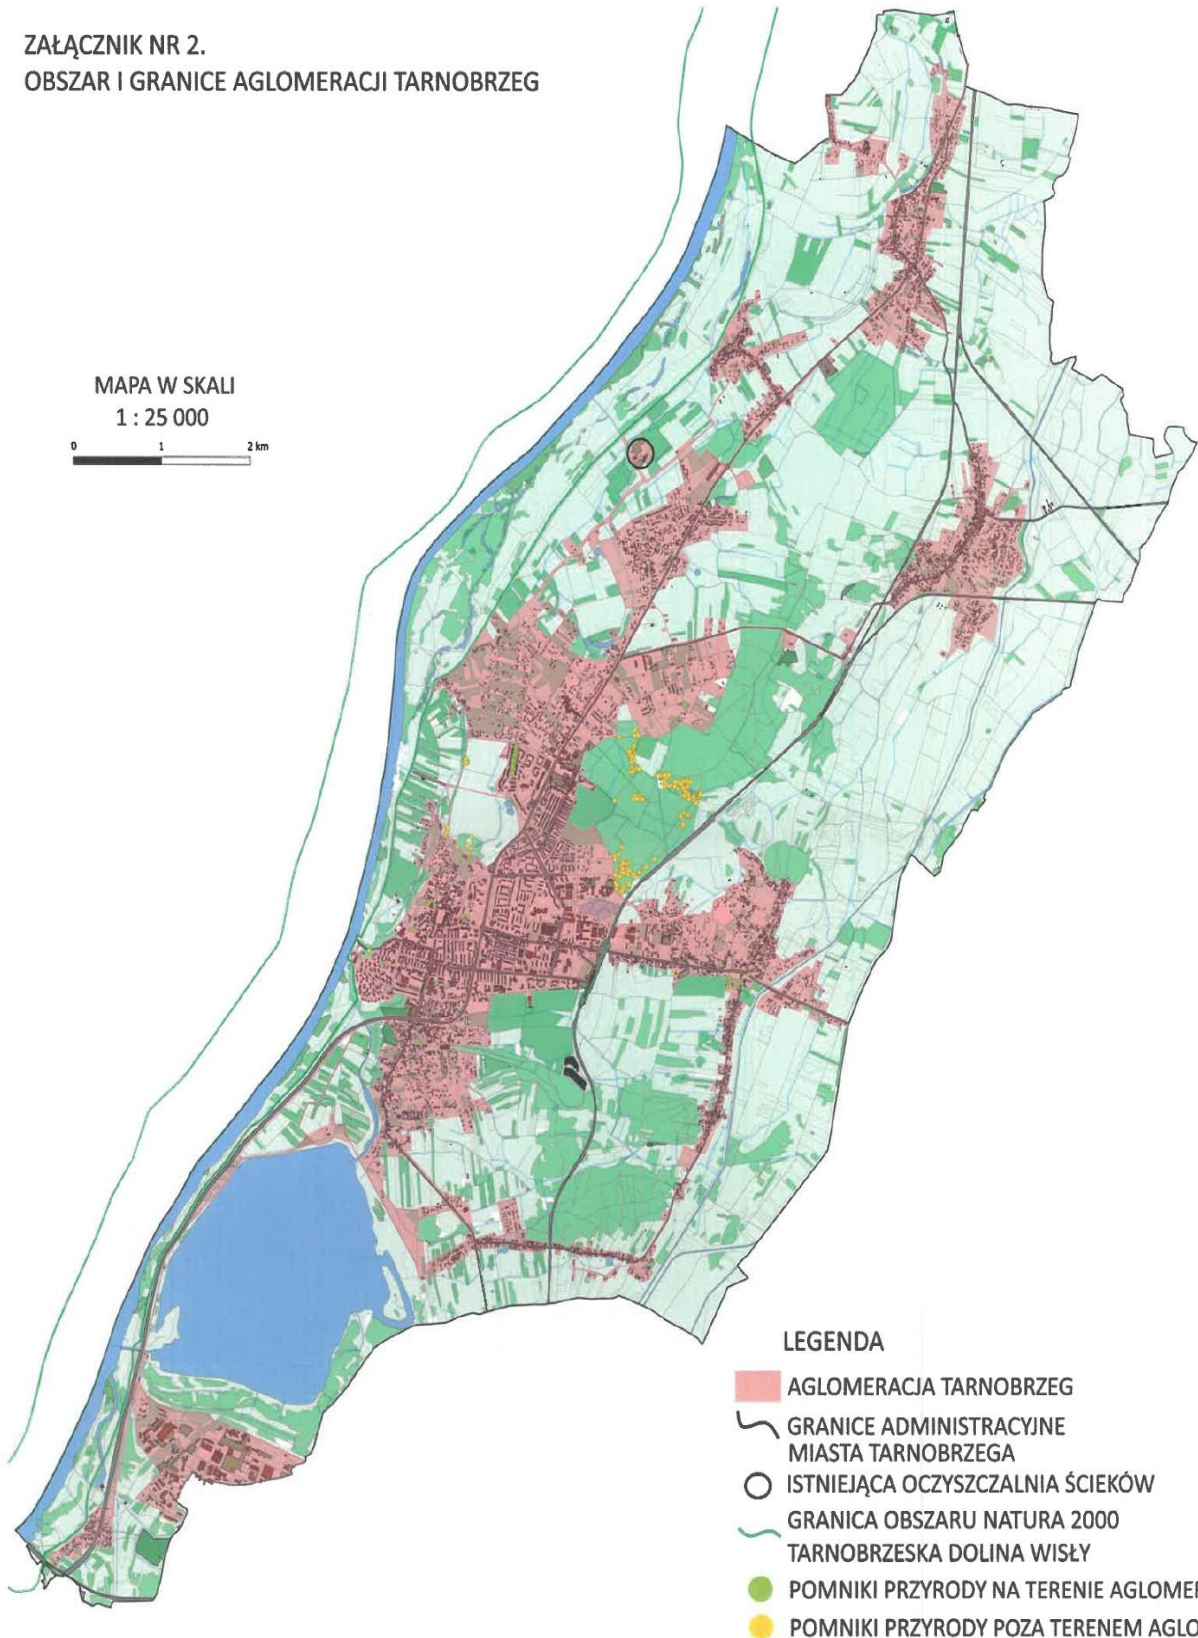 ZAŁĄCZNIK NR 2.
OBSZAR I GRANICE AGLOMERACJI TARNOBRZEG
MAPA W SKALI
1 : 25 000
0 1 2 km
LEGENDA
AGLOMERACJA TARNOBRZEG
GRANICE ADMINISTRACYJNE
MIASTA TARNOBRZEGA
ISTNIEJĄCA OCZYSZCZALNIA ŚCIEKÓW
GRANICA OBSZARU NATURA 2000
TARNOBRZESKA DOLINA WISŁY
POMNIKI PRZYRODY NA TERENIE AGLOME
POMNIKI PRZYRODY POZA TERENEM AGLO